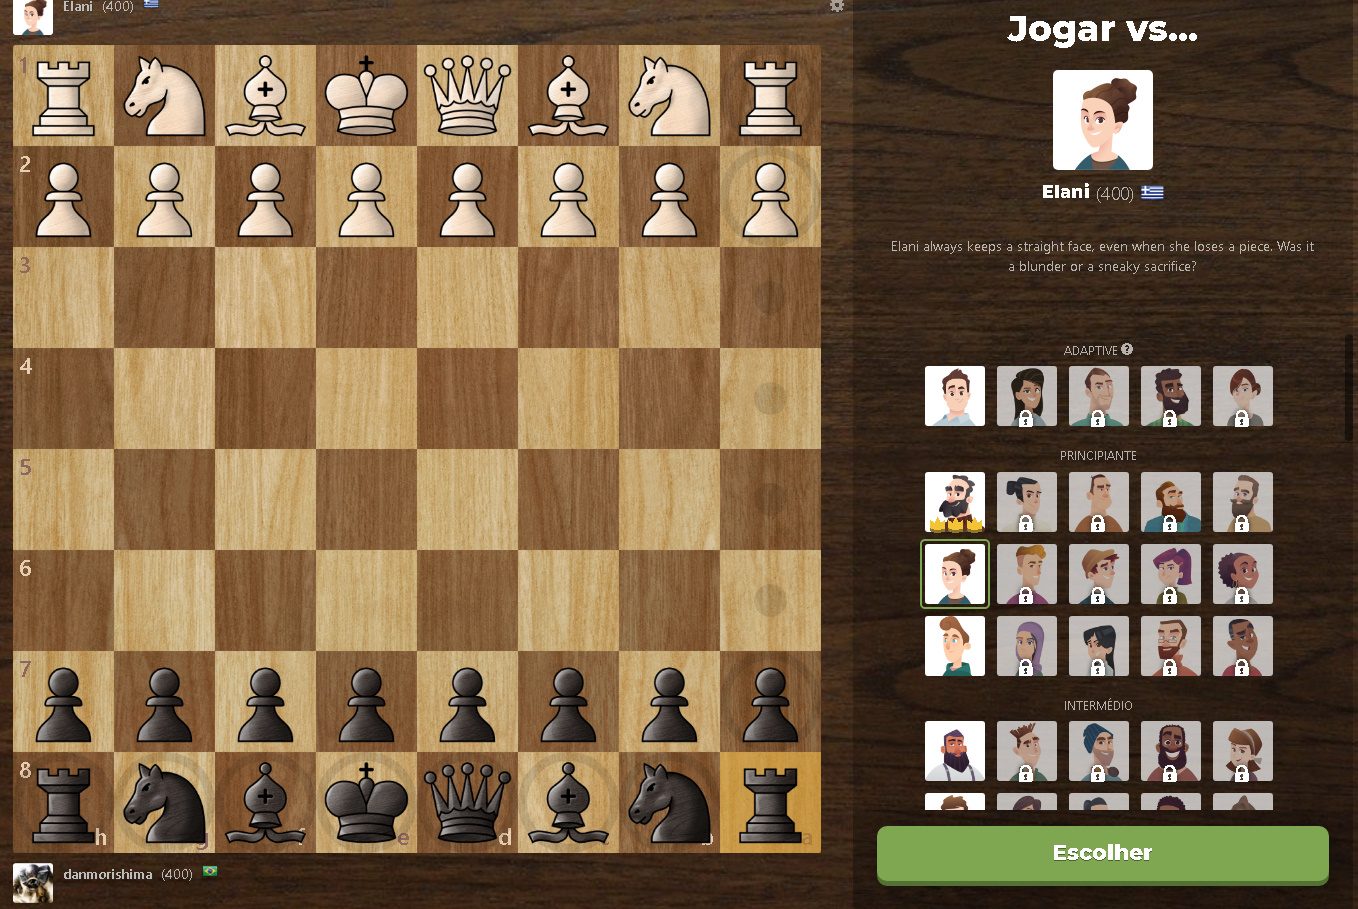 Elani (400)
1
2
3
4
5
6
7
8
h g f e d b a
danmorishima (400)
Jogar vs...
Elani (400)
Elani always keeps a straight face, even when she loses a piece. Was it
a blunder or a sneaky sacrifice?
ADAPTIVE
PRINCIPIANTE
INTERMÉDIO
Escolher